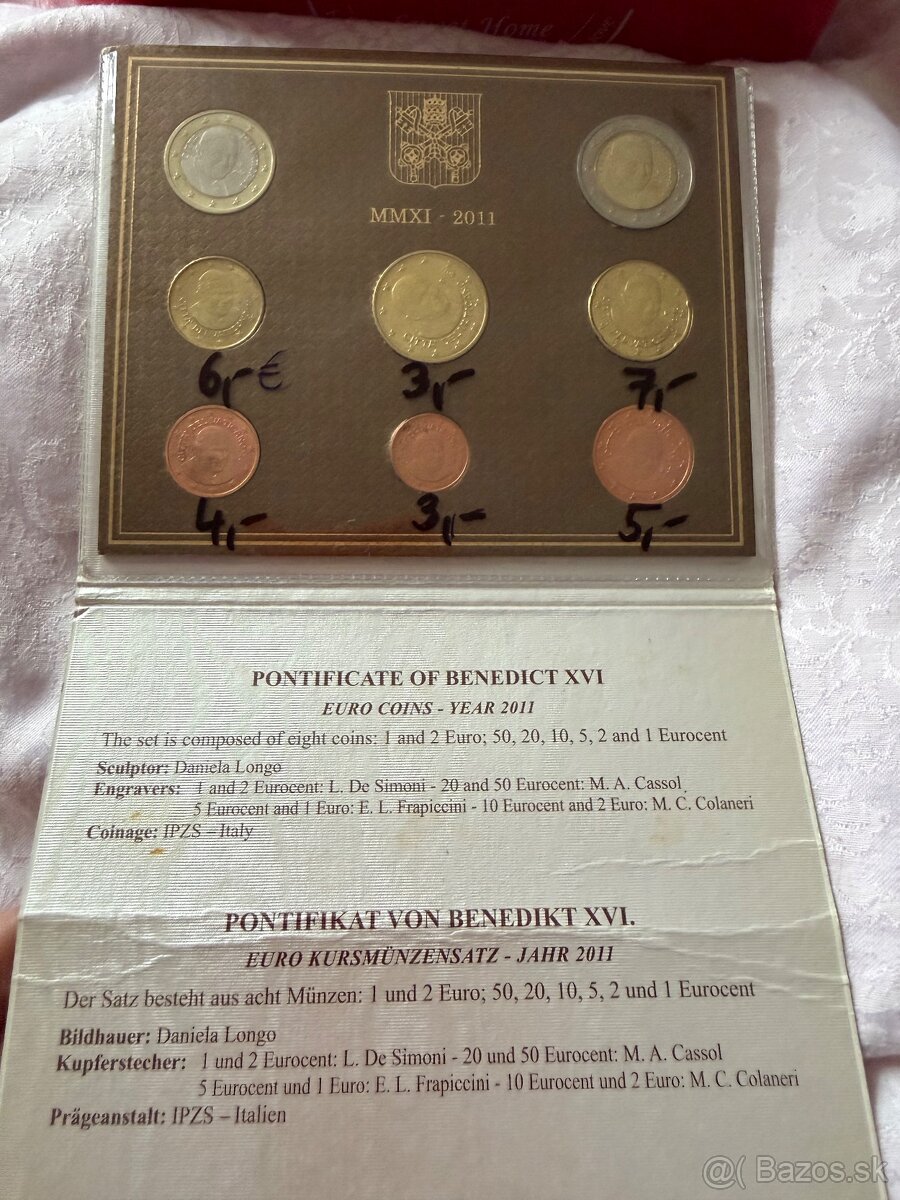 Home
MMXI - 2011
6,- € 3,- 7,-
4,- 3,- 5,-
PONTIFICATE OF BENEDICT XVI
EURO COINS - YEAR 2011
The set is composed of eight coins: 1 and 2 Euro; 50, 20, 10, 5, 2 and 1 Eurocent
Sculptor: Daniela Longo
Engravers: 1 and 2 Eurocent: L. De Simoni - 20 and 50 Eurocent: M. A. Cassol
5 Eurocent and 1 Euro: E. L. Frapiccini - 10 Eurocent and 2 Euro: M. C. Colaneri
Coinage: IPZS – Italy
PONTIFIKAT VON BENEDIKT XVI.
EURO KURSMÜNZENSATZ - JAHR 2011
Der Satz besteht aus acht Münzen: 1 und 2 Euro; 50, 20, 10, 5, 2 und 1 Eurocent
Bildhauer: Daniela Longo
Kupferstecher: 1 und 2 Eurocent: L. De Simoni - 20 und 50 Eurocent: M. A. Cassol
5 Eurocent und 1 Euro: E. L. Frapiccini - 10 Eurocent und 2 Euro: M. C. Colaneri
Prägeanstalt: IPZS – Italien
@( Bazos.sk